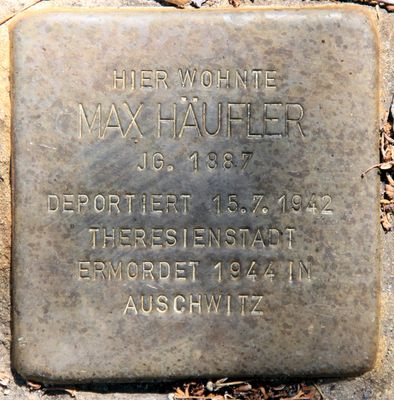 HIER WOHNTE
MAX HÄUFLER
JG. 1887
DEPORTIERT 15.7.1942
THERESIENSTADT
ERMORDET 1944 IN
AUSCHWITZ